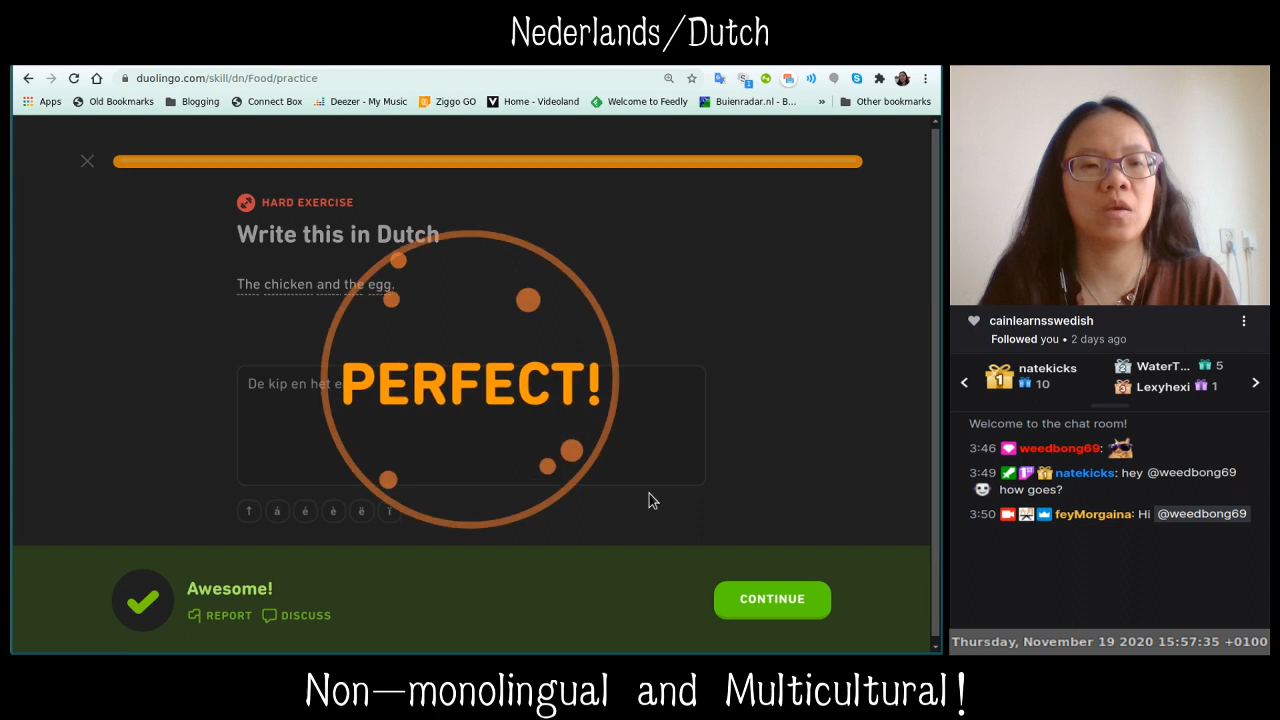 Nederlands/Dutch
duolingo.com/skill/dn/Food/practice
Apps Old Bookmarks Blogging Connect Box Deezer - My Music Ziggo GO Home - Videoland Welcome to Feedly Buienradar.nl - B... » Other bookmarks
HARD EXERCISE
Write this in Dutch
The chicken and the egg.
De kip en het e
PERFECT!
↑ á é è ë ï
Awesome!
REPORT DISCUSS
CONTINUE
cainlearnsswedish
Followed you • 2 days ago
natekicks
10
WaterT... 5
Lexyhexi 1
Welcome to the chat room!
3:46 weedbong69:
3:49 natekicks: hey @weedbong69
how goes?
3:50 feyMorgaina: Hi @weedbong69
Thursday, November 19 2020 15:57:35 +0100
Non-monolingual and Multicultural!